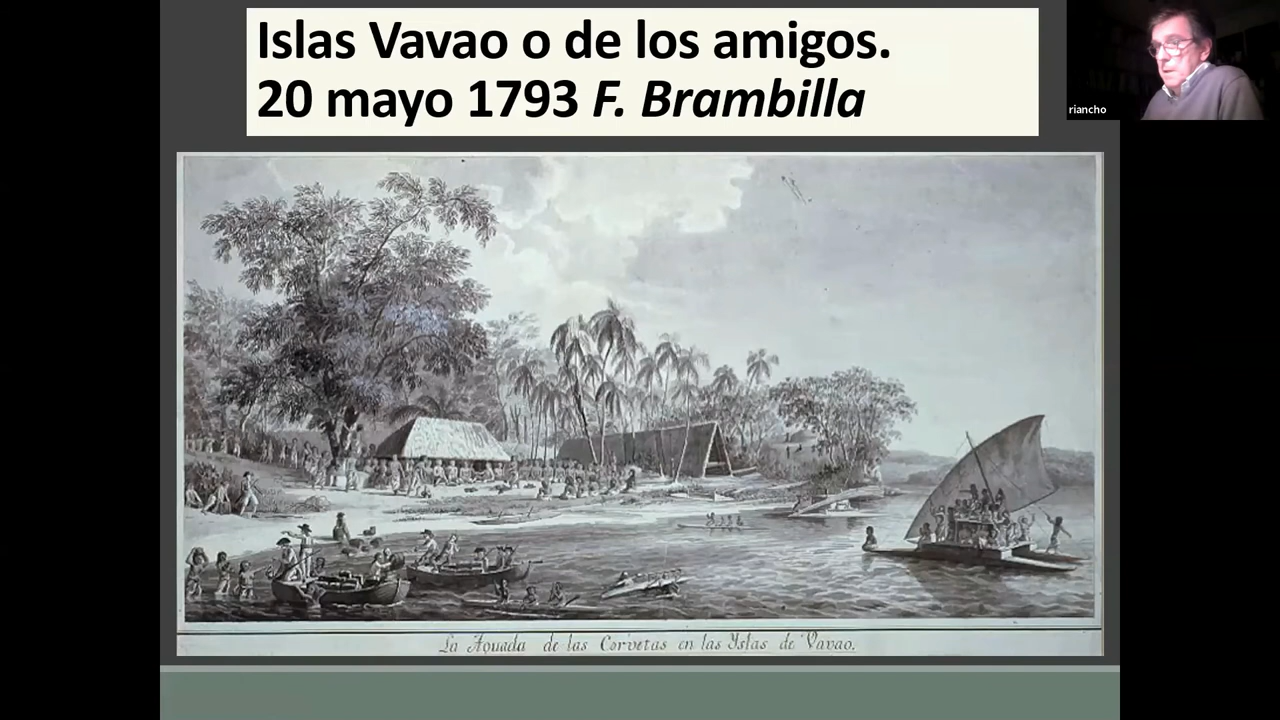 Islas Vavao o de los amigos.
20 mayo 1793 F. Brambilla
riancho
La Aguada de las Corvetas en las Yslas de Vavao.